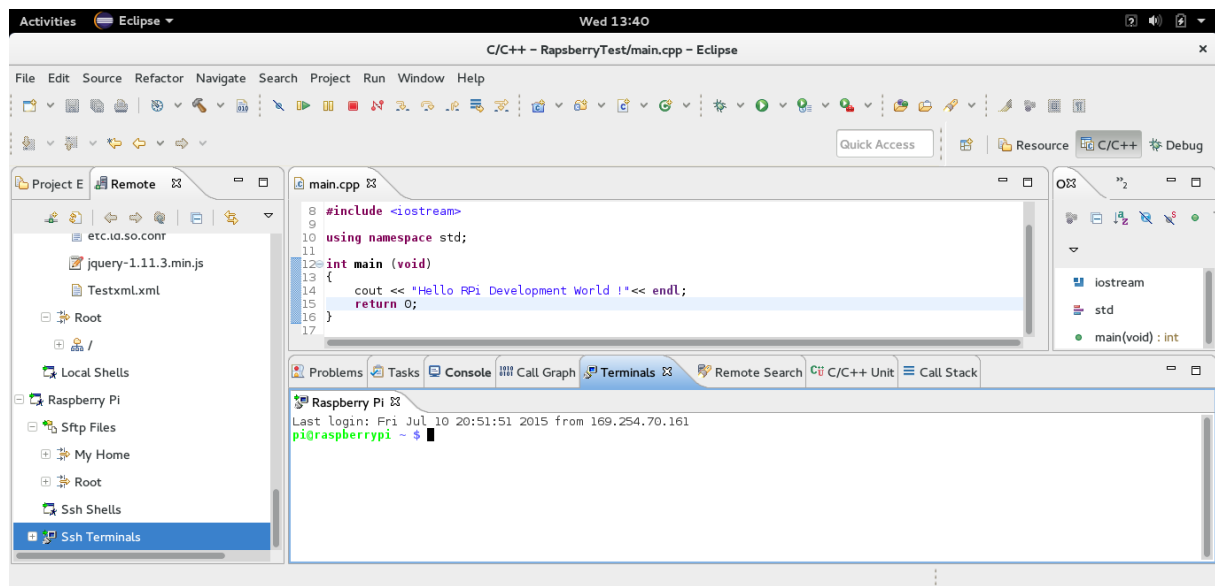 Activities Eclipse Wed 13:40
C/C++ – RapsberryTest/main.cpp – Eclipse
File Edit Source Refactor Navigate Search Project Run Window Help
Quick Access Resource C/C++ Debug
Project E Remote
etc.ld.so.conf
jquery-1.11.3.min.js
Testxml.xml
Root
/
Local Shells
Raspberry Pi
Sftp Files
My Home
Root
Ssh Shells
Ssh Terminals
main.cpp
8 #include <iostream>
9
10 using namespace std;
11
12 int main (void)
13 {
14 cout << "Hello RPi Development World !"<< endl;
15 return 0;
16 }
17
O »2
iostream
std
main(void) : int
Problems Tasks Console Call Graph Terminals Remote Search C/C++ Unit Call Stack
Raspberry Pi
Last login: Fri Jul 10 20:51:51 2015 from 169.254.70.161
pi@raspberrypi ~ $